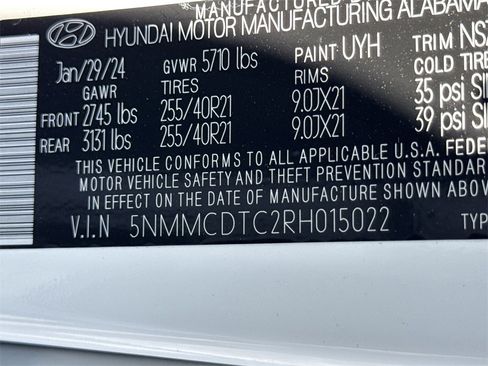 MANUFACTURED
HYUNDAI MOTOR MANUFACTURING ALABAMA
Jan/29/24 GVWR 5710 lbs PAINT UYH TRIM
GAWR TIRES RIMS COLD TIRE
FRONT 2745 lbs 255/40R21 9.0JX21 35 psi
REAR 3131 lbs 255/40R21 9.0JX21 39 psi
THIS VEHICLE CONFORMS TO ALL APPLICABLE U.S.A. FEDE
MOTOR VEHICLE SAFETY AND THEFT PREVENTION STANDARD
IN EFFECT ON THE DATE OF MANUFACTURE SHOWN ABOV
V.I.N 5NMMCDTC2RH015022 TYP